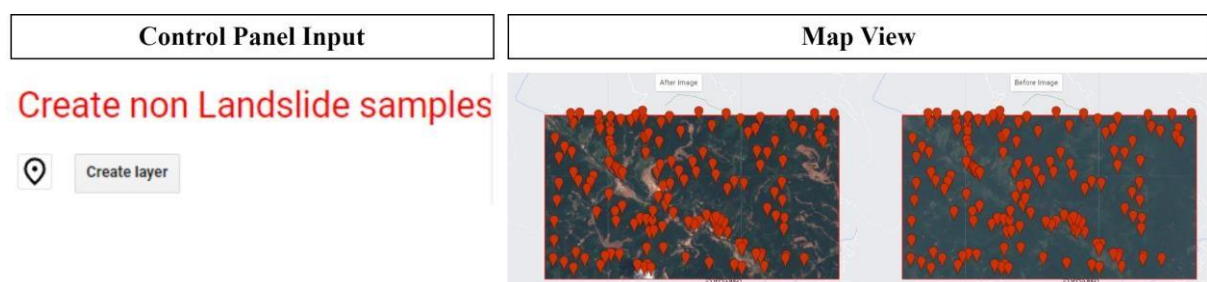 Control Panel Input
Map View
Create non Landslide samples
Create layer
After Image
Before Image